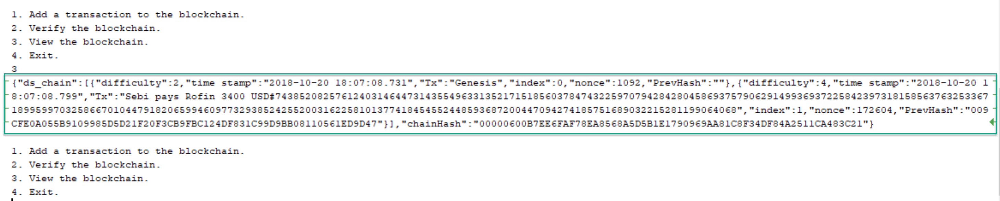 1. Add a transaction to the blockchain.
2. Verify the blockchain.
3. View the blockchain.
4. Exit.
3
{"ds_chain":[{"difficulty":2,"time stamp":"2018-10-20 18:07:08.731","Tx":"Genesis","index":0,"nonce":1092,"PrevHash":""},{"difficulty":4,"time stamp":"2018-10-20 1
8:07:08.799","Tx":"Sebi pays Rofin 3400 USD#74385208257612403146447314355496331352171518560378474322597079428428045869375790629149936937225842397318158563763253367
1899599703258667010447918206599460977329385242552003162258101377418454552448593687200447094274185751689032215281199064068","index":1,"nonce":172604,"PrevHash":"009
CFE0A055B9109985D5D21F20F3CB9FBC124DF831C99D9BB08110561ED9D47"}],"chainHash":"00000600B7EE6FAF78EA8568A5D5B1E1790969AA81C8F34DF84A2511CA483C21"}
1. Add a transaction to the blockchain.
2. Verify the blockchain.
3. View the blockchain.
4. Exit.